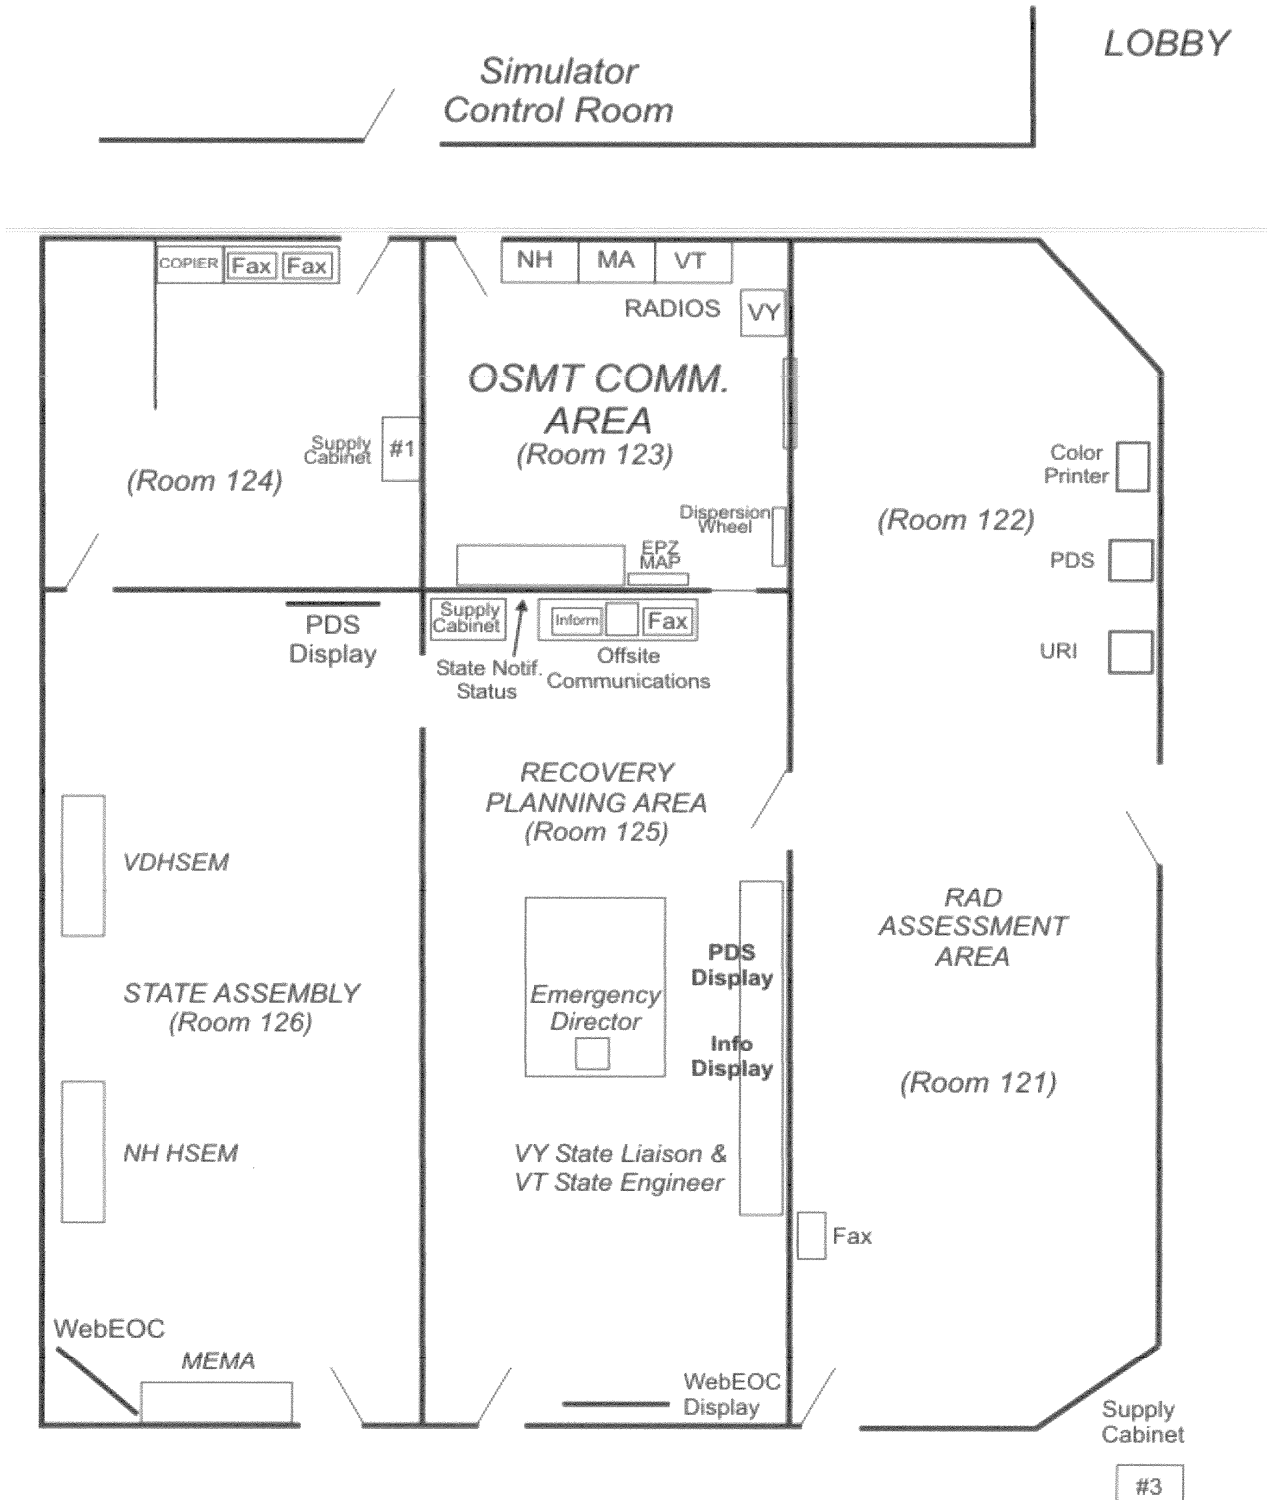 LOBBY
Simulator
Control Room
COPIER
Fax
Fax
NH
MA
VT
RADIOS
VY
OSMT COMM.
AREA
(Room 123)
Supply
Cabinet
#1
(Room 124)
Color
Printer
(Room 122)
Dispersion
Wheel
EPZ
MAP
PDS
Supply
Cabinet
Inform
Fax
PDS
Display
State Notif.
Status
Offsite
Communications
URI
RECOVERY
PLANNING AREA
(Room 125)
VDHSEM
RAD
ASSESSMENT
AREA
PDS
Display
STATE ASSEMBLY
(Room 126)
Emergency
Director
Info
Display
(Room 121)
NH HSEM
VY State Liaison &
VT State Engineer
Fax
WebEOC
MEMA
WebEOC
Display
Supply
Cabinet
#3